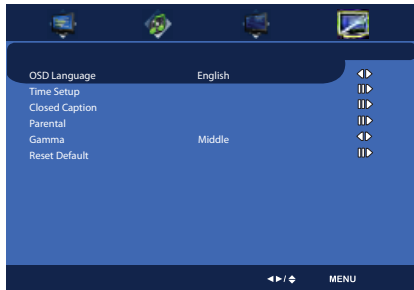 OSD Language English
Time Setup
Closed Caption
Parental
Gamma Middle
Reset Default
◄►/◆ MENU